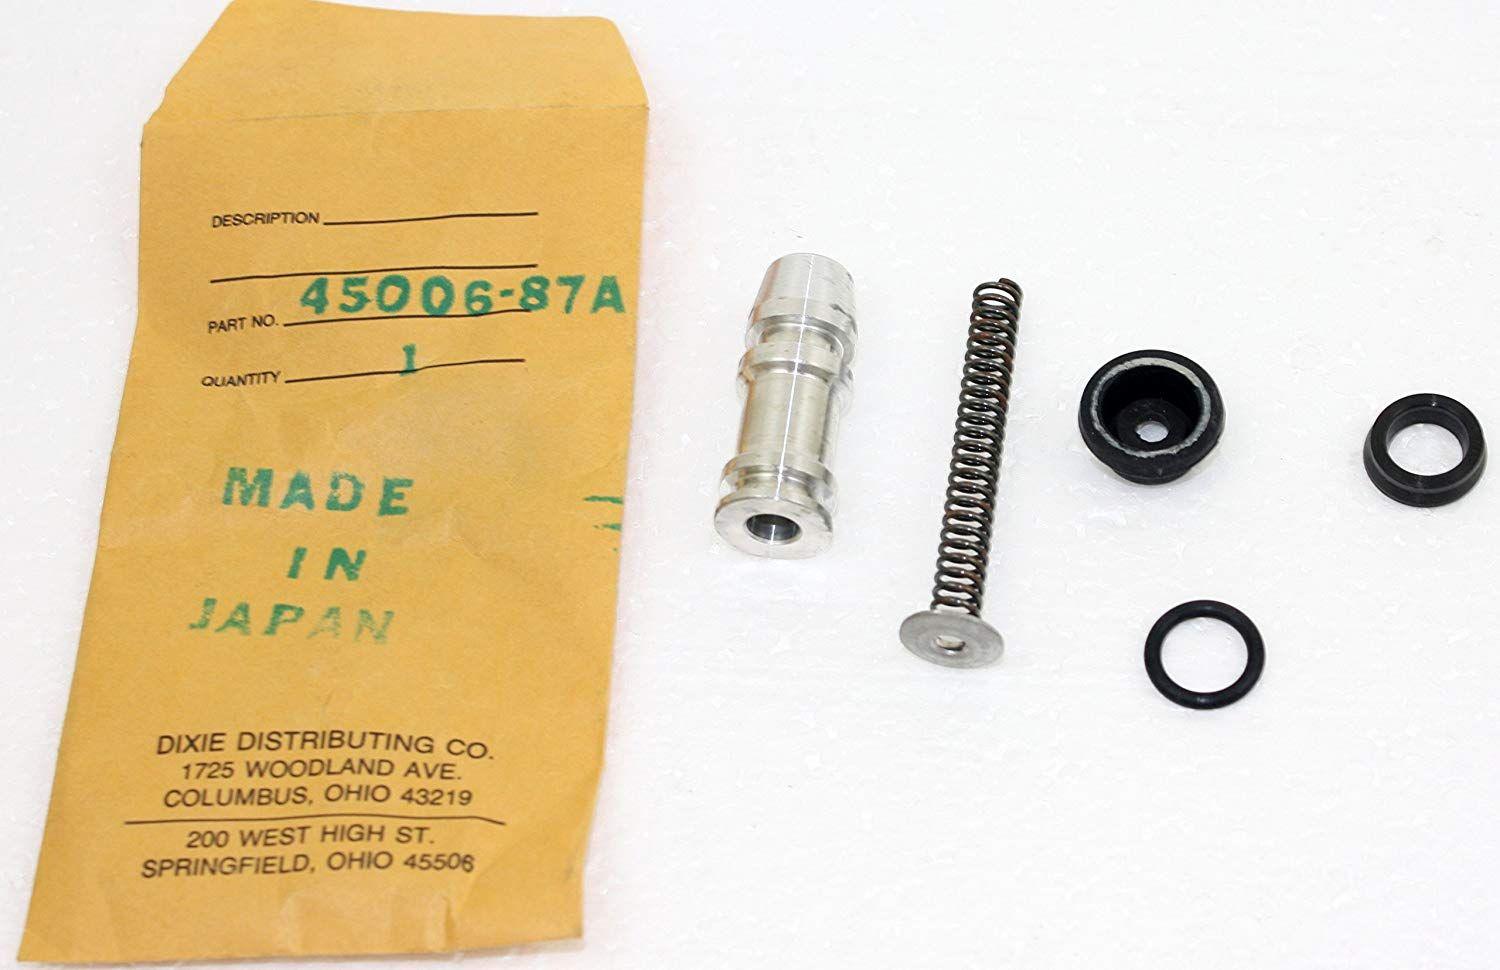 DESCRIPTION
45006-87A
PART NO.
1
QUANTITY
MADE
IN
JAPAN
DIXIE DISTRIBUTING CO.
1725 WOODLAND AVE.
COLUMBUS, OHIO 43219
200 WEST HIGH ST.
SPRINGFIELD, OHIO 45506